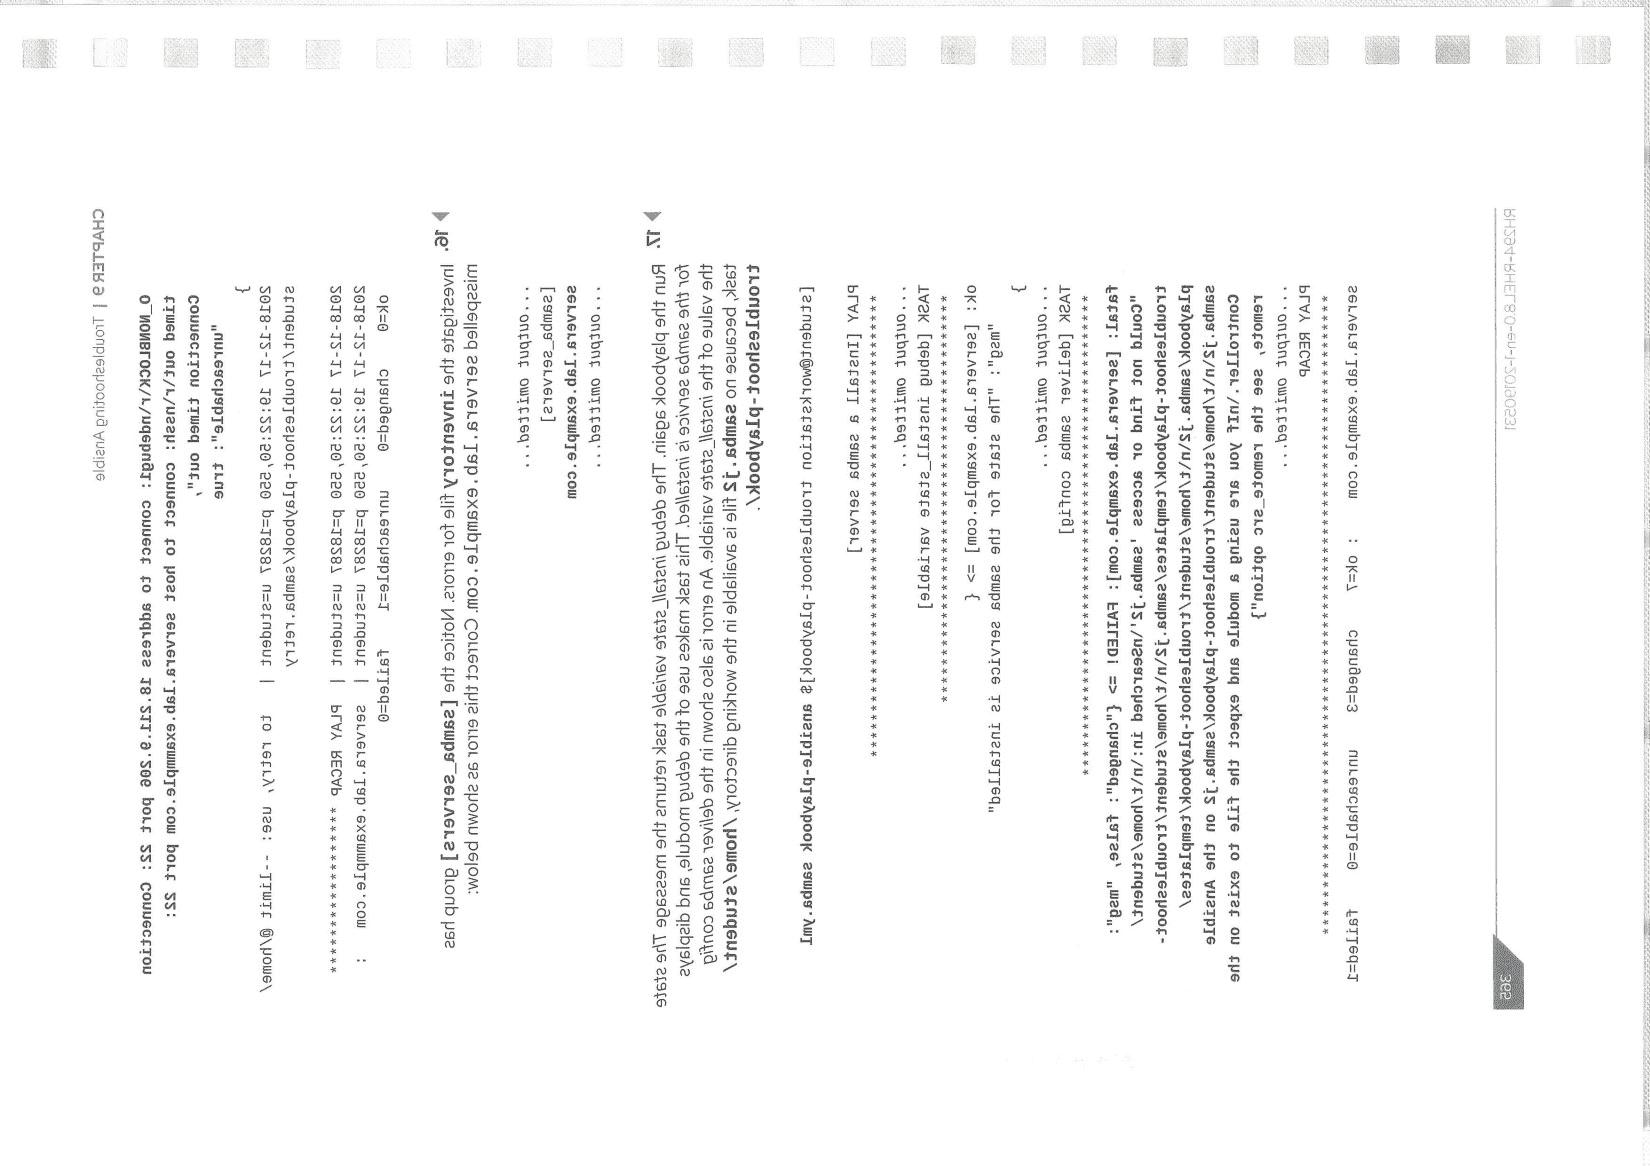 CHAPTER 9 | Troubleshooting Ansible
O_NONBLOCK/r/ndebug1: connect to address 18.211.9.206 port 22: Connection
timed out/r/nssh: connect to host servera.lab.exammple.com port 22:
Connection timed out",
"unreachable": true
}
2018-12-17 19:22:50,550 p=18287 u=student | to retry, use: --limit @/home/
student/troubleshoot-playbook/samba.retry
2018-12-17 19:22:50,550 p=18287 u=student | PLAY RECAP *******************
2018-12-17 19:22:50,550 p=18287 u=student | servera.lab.exammple.com :
ok=0 changed=0 unreachable=1 failed=0
16. Investigate the inventory file for errors. Notice the [samba_servers] group has
misspelled servera.lab.example.com. Correct this error as shown below:
...output omitted...
[samba_servers]
servera.lab.example.com
...output omitted...
17. Run the playbook again. The debug install_state variable task returns the message The state
for the samba service is installed. This task makes use of the debug module, and displays
the value of the install_state variable. An error is also shown in the deliver samba config
task, because no samba.j2 file is available in the working directory, /home/student/
troubleshoot-playbook/.
[student@workstation troubleshoot-playbook]$ ansible-playbook samba.yml
PLAY [Install a samba server]
****************************************************
...output omitted...
TASK [debug install_state variable]
**********************************************
ok: [servera.lab.example.com] => {
"msg": "The state for the samba service is installed"
}
...output omitted...
TASK [deliver samba config]
******************************************************
fatal: [servera.lab.example.com]: FAILED! => {"changed": false, "msg":
"Could not find or access 'samba.j2'\nSearched in:\n\t/home/student/
troubleshoot-playbook/templates/samba.j2\n\t/home/student/troubleshoot-
playbook/samba.j2\n\t/home/student/troubleshoot-playbook/templates/
samba.j2\n\t/home/student/troubleshoot-playbook/samba.j2 on the Ansible
Controller.\nIf you are using a module and expect the file to exist on the
remote, see the remote_src option"}
...output omitted...
PLAY RECAP
************************************************************************
servera.lab.example.com : ok=7 changed=3 unreachable=0 failed=1
RH294-RHEL8.0-en-1-20190531
365